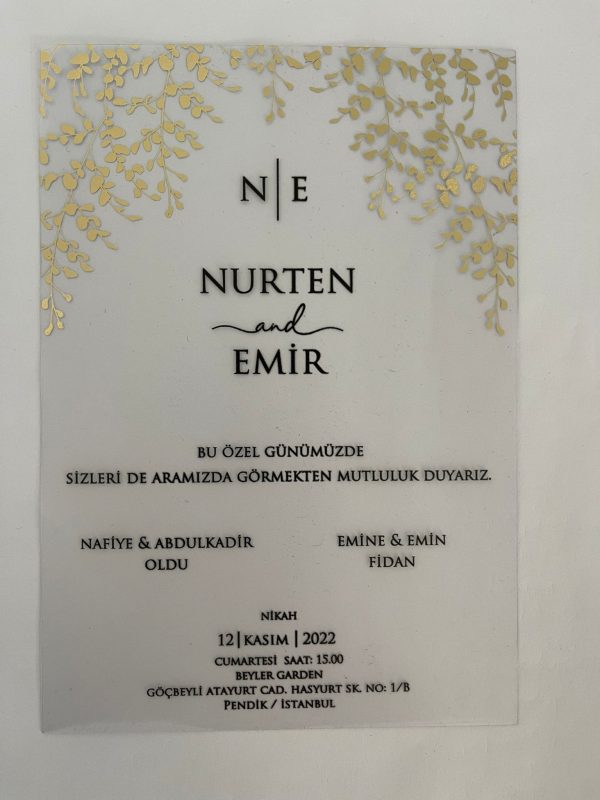 N|E
NURTEN
and
EMİR
BU ÖZEL GÜNÜMÜZDE
SİZLERİ DE ARAMIZDA GÖRMEKTEN MUTLULUK DUYARIZ.
NAFİYE & ABDULKADİR
OLDU
EMİNE & EMİN
FİDAN
NİKAH
12|KASIM|2022
CUMARTESİ SAAT: 15.00
BEYLER GARDEN
GÖÇBEYLİ ATAYURT CAD. HASYURT SK. NO: 1/B
PENDİK / İSTANBUL